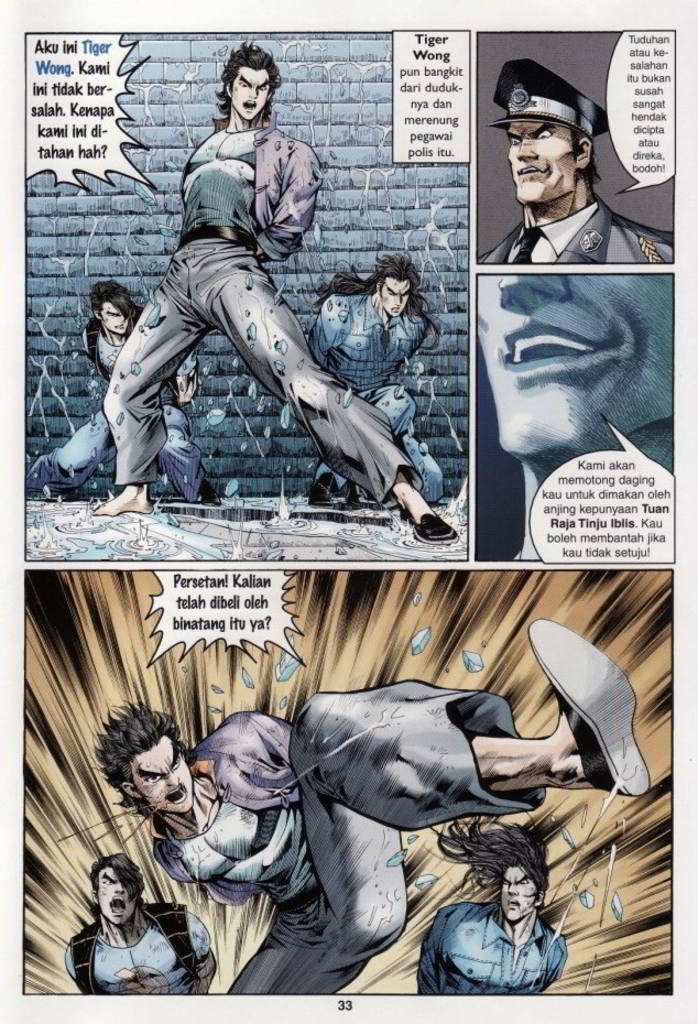 Aku ini Tiger
Wong. Kami
ini tidak ber-
salah. Kenapa
kami ini di-
tahan hah?
Tiger
Wong
pun bangkit
dari duduk-
nya dan
merenung
pegawai
polis itu.
Tuduhan
atau ke-
salahan
itu bukan
susah
sangat
hendak
dicipta
atau
direka,
bodoh!
Kami akan
memotong daging
kau untuk dimakan oleh
anjing kepunyaan Tuan
Raja Tinju Iblis. Kau
boleh membantah jika
kau tidak setuju!
Persetan! Kalian
telah dibeli oleh
binatang itu ya?
33